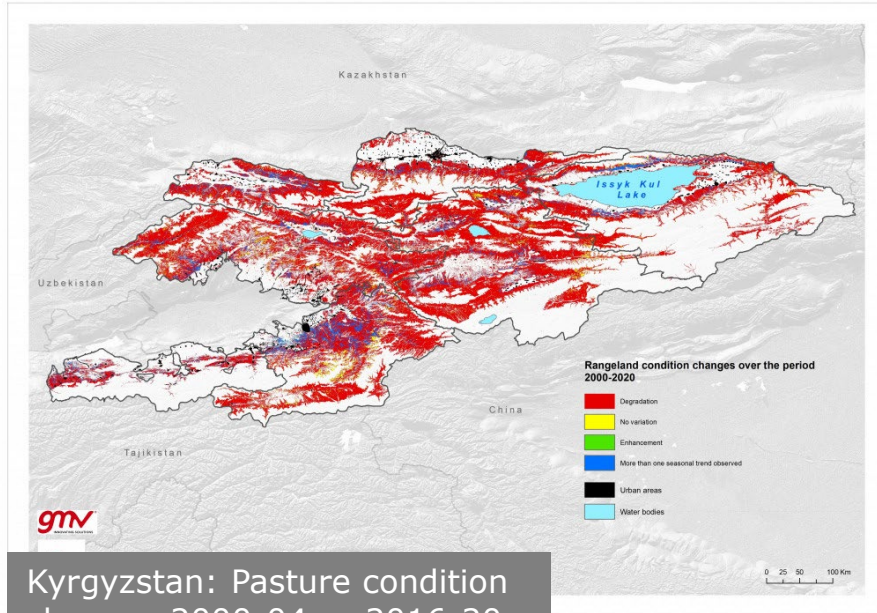 Kazakhstan
Issyk Kul
Lake
Uzbekistan
Rangeland condition changes over the period
2000-2020
Degradation
No variation
Enhancement
More than one seasonal trend observed
Urban areas
Water bodies
China
Tajikistan
gmv
INNOVATING SOLUTIONS
0 25 50 100 Km
Kyrgyzstan: Pasture condition